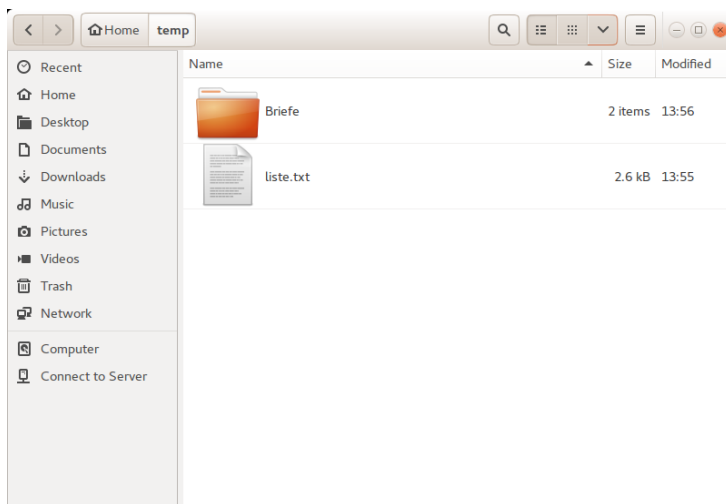 Home temp
Name Size Modified
Recent
Home
Desktop
Documents
Downloads
Music
Pictures
Videos
Trash
Network
Computer
Connect to Server
Briefe 2 items 13:56
liste.txt 2.6 kB 13:55